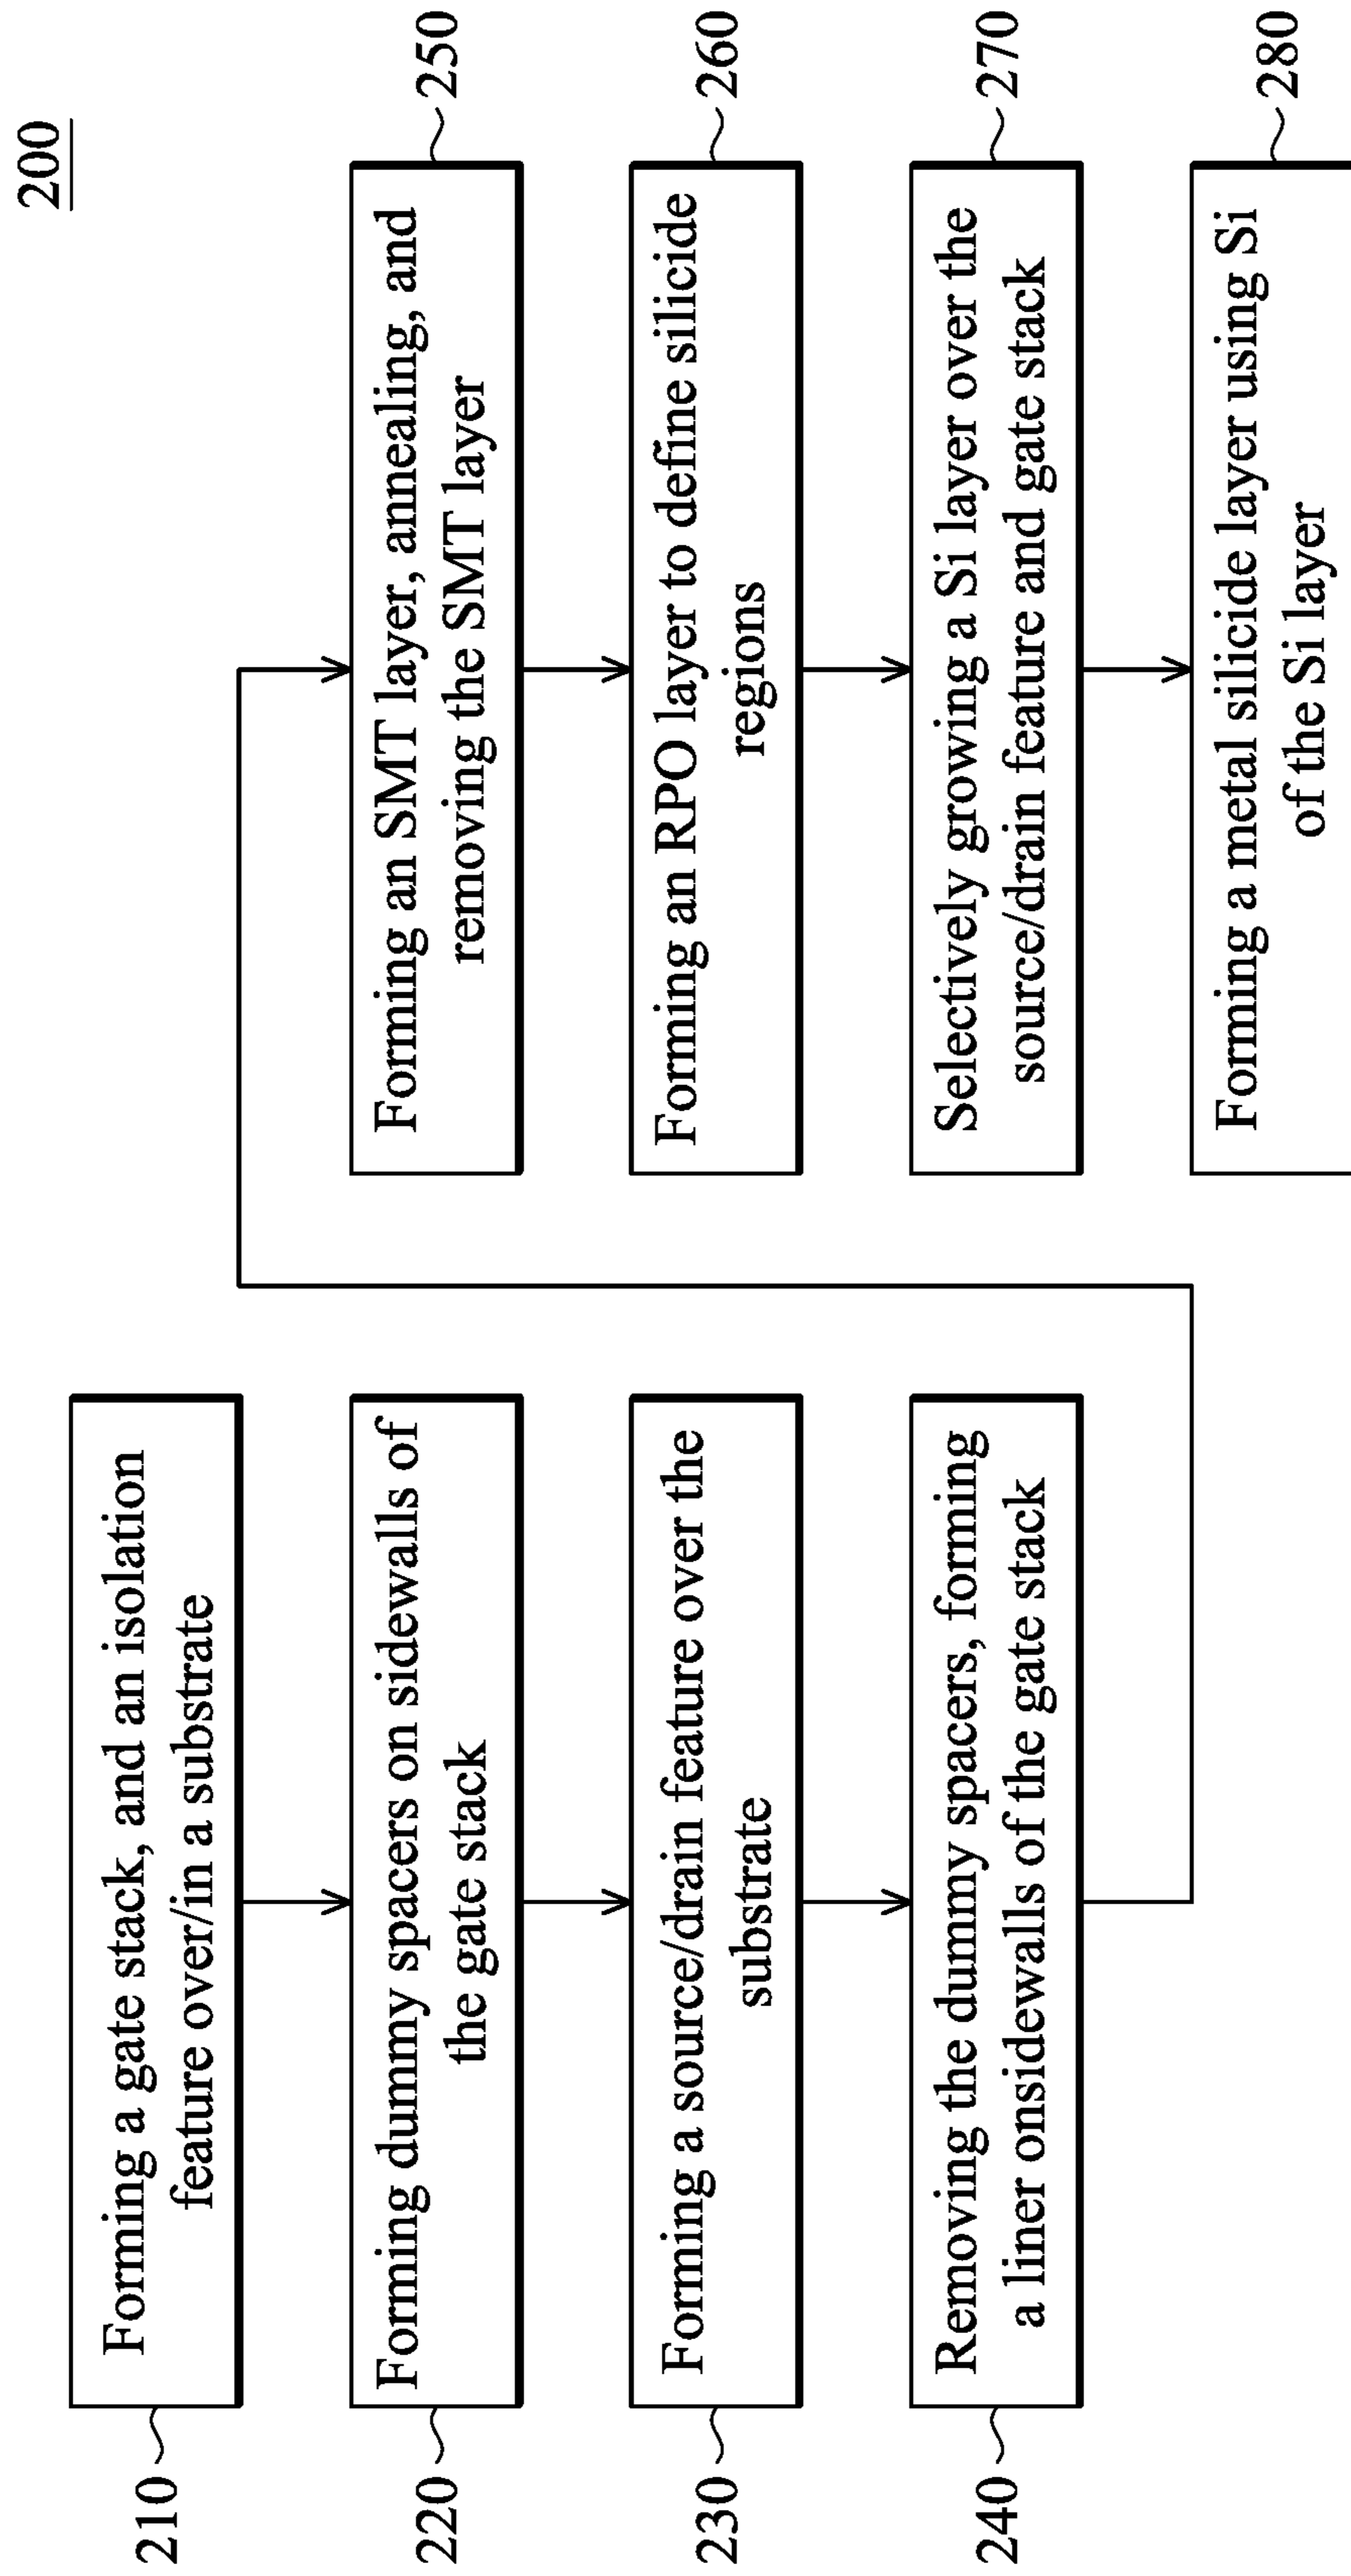 200
210
Forming a gate stack, and an isolation
feature over/in a substrate
220
Forming dummy spacers on sidewalls of
the gate stack
230
Forming a source/drain feature over the
substrate
240
Removing the dummy spacers, forming
a liner onsidewalls of the gate stack
250
Forming an SMT layer, annealing, and
removing the SMT layer
260
Forming an RPO layer to define silicide
regions
270
Selectively growing a Si layer over the
source/drain feature and gate stack
280
Forming a metal silicide layer using Si
of the Si layer